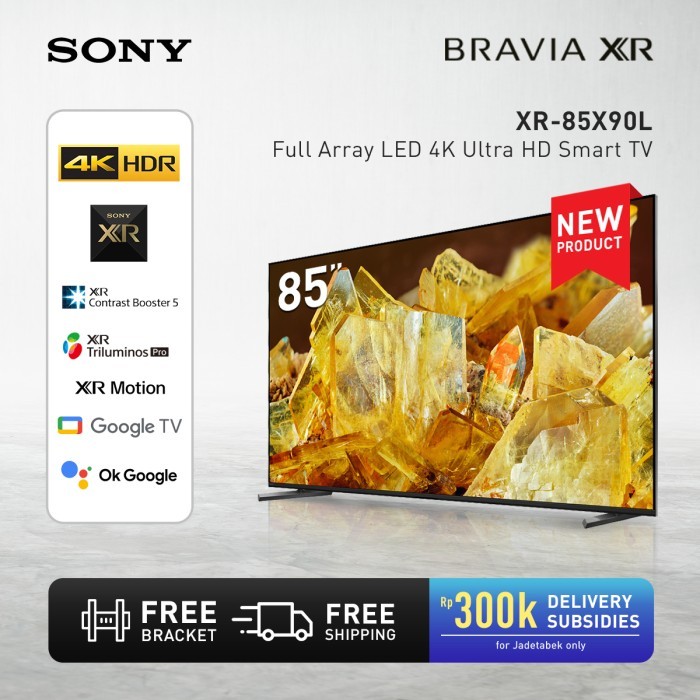 SONY
BRAVIA XR
XR-85X90L
Full Array LED 4K Ultra HD Smart TV
4K HDR
SONY
XR
XR
Contrast Booster 5
XR
Triluminos Pro
XR Motion
Google TV
Ok Google
85"
NEW
PRODUCT
FREE
BRACKET
FREE
SHIPPING
Rp 300k DELIVERY
SUBSIDIES
for Jadetabek only